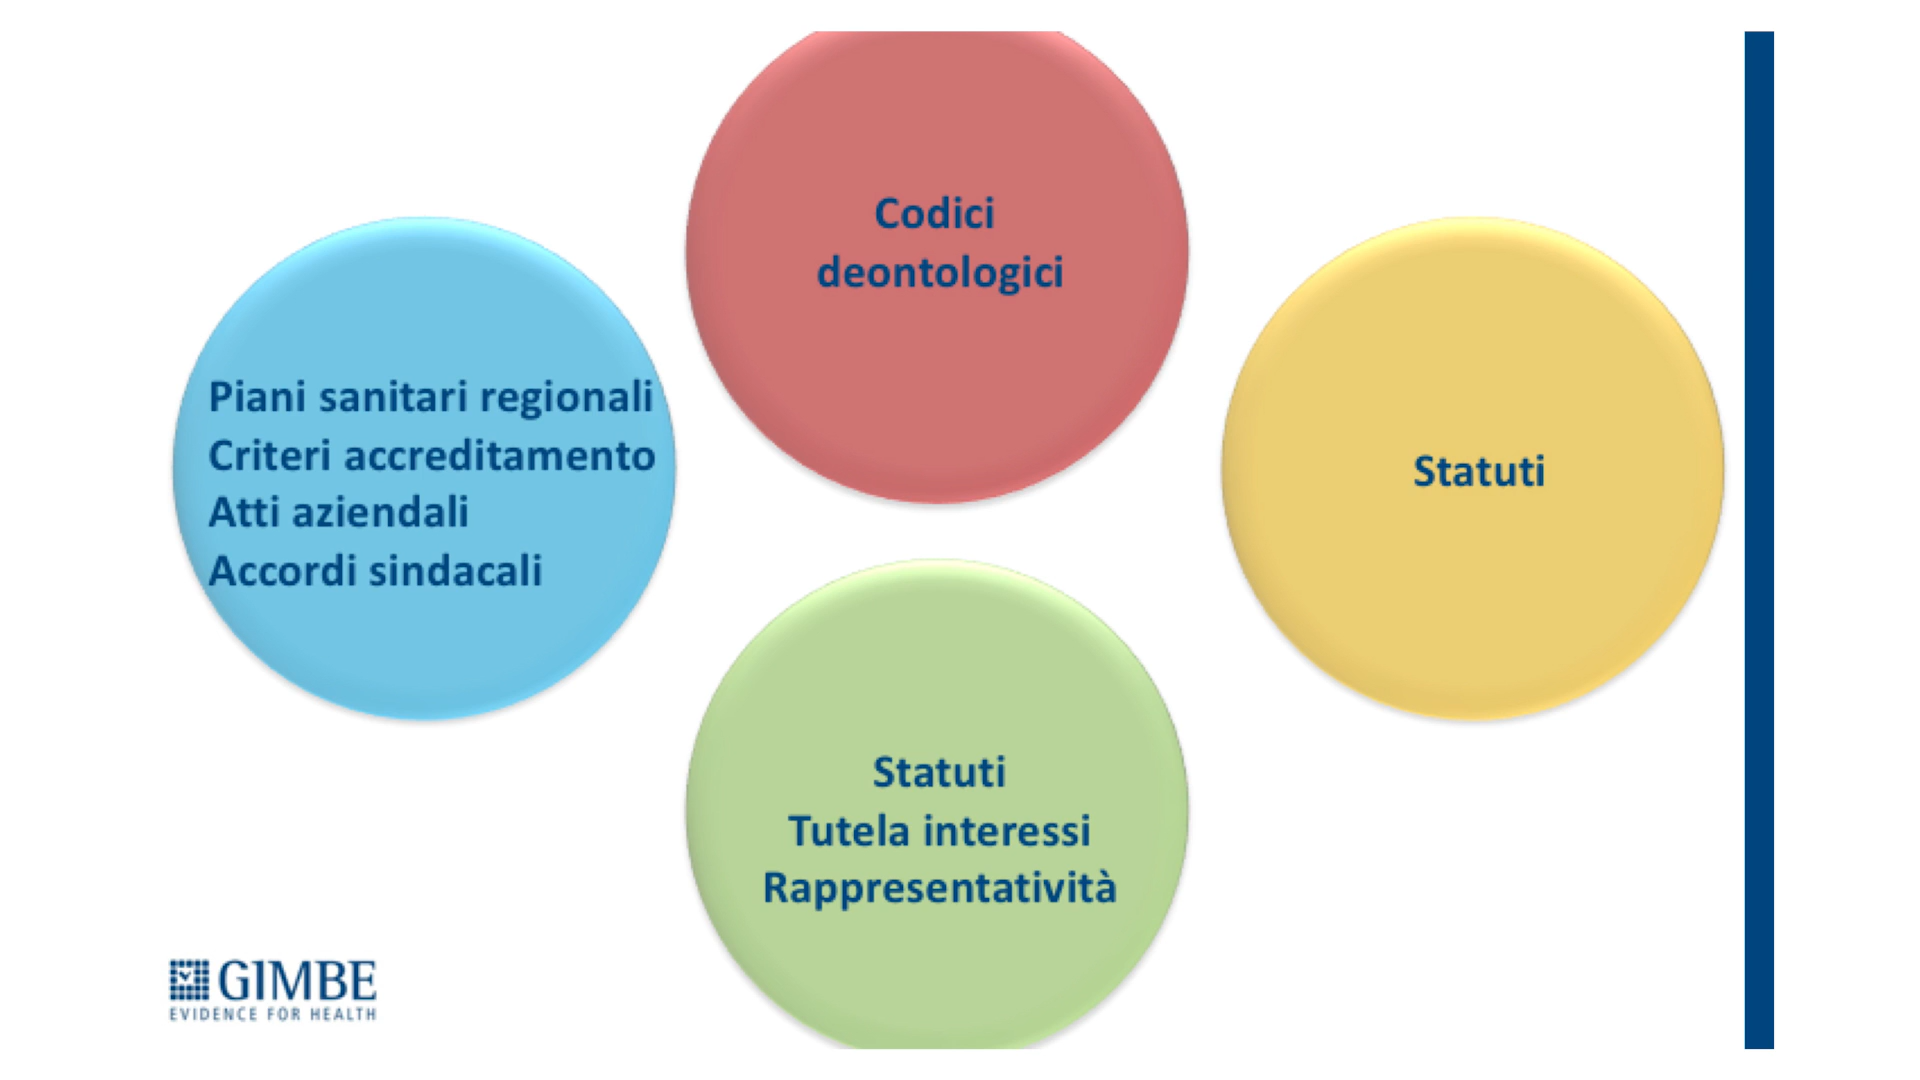 Codici
deontologici
Piani sanitari regionali
Criteri accreditamento
Atti aziendali
Accordi sindacali
Statuti
Statuti
Tutela interessi
Rappresentatività
GIMBE
EVIDENCE FOR HEALTH